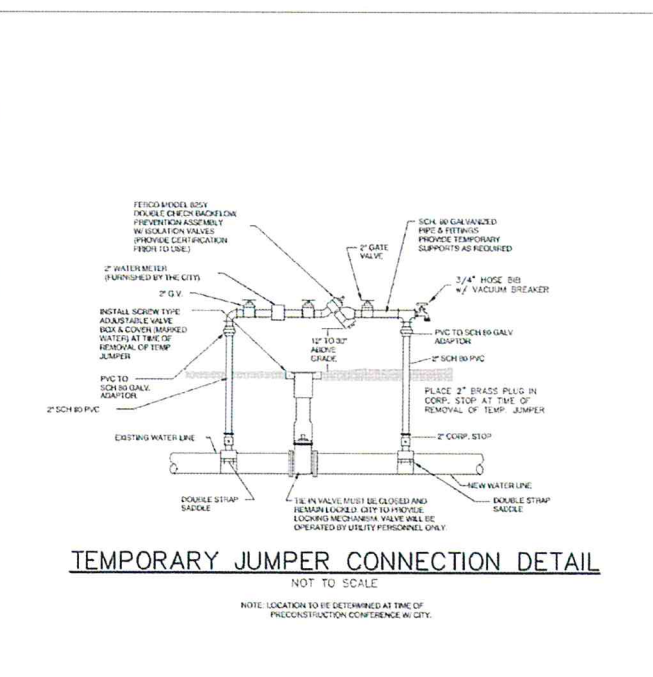 FEBCO MODEL 825Y
DOUBLE CHECK BACKFLOW
PREVENTION ASSEMBLY
W/ ISOLATION VALVES
(PROVIDE CERTIFICATION
PRIOR TO USE.)
2" WATER METER
(FURNISHED BY THE CITY)
2" G.V.
INSTALL SCREW TYPE
ADJUSTABLE VALVE
BOX & COVER (MARKED
WATER) AT TIME OF
REMOVAL OF TEMP
JUMPER
PVC TO
SCH 80 GALV.
ADAPTOR
2" SCH 80 PVC
EXISTING WATER LINE
DOUBLE STRAP
SADDLE
2" GATE
VALVE
SCH. 80 GALVANIZED
PIPE & FITTINGS
PROVIDE TEMPORARY
SUPPORTS AS REQUIRED
3/4" HOSE BIB
w/ VACUUM BREAKER
12" TO 30"
ABOVE
GRADE
PVC TO SCH 80 GALV
ADAPTOR
2" SCH 80 PVC
PLACE 2" BRASS PLUG IN
CORP. STOP AT TIME OF
REMOVAL OF TEMP. JUMPER
2" CORP. STOP
NEW WATER LINE
TIE IN VALVE MUST BE CLOSED AND
REMAIN LOCKED. CITY TO PROVIDE
LOCKING MECHANISM. VALVE WILL BE
OPERATED BY UTILITY PERSONNEL ONLY.
DOUBLE STRAP
SADDLE
TEMPORARY JUMPER CONNECTION DETAIL
NOT TO SCALE
NOTE: LOCATION TO BE DETERMINED AT TIME OF
PRECONSTRUCTION CONFERENCE W/ CITY.